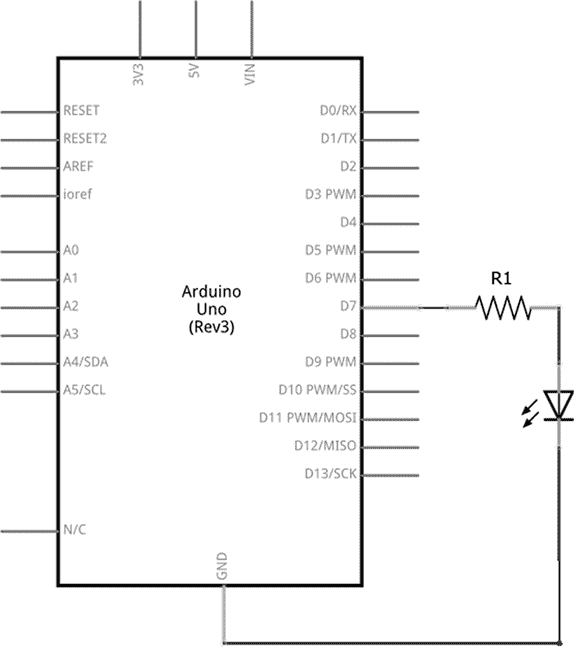 3V3
5V
VIN
RESET
RESET2
AREF
ioref
A0
A1
A2
A3
A4/SDA
A5/SCL
N/C
Arduino
Uno
(Rev3)
D0/RX
D1/TX
D2
D3 PWM
D4
D5 PWM
D6 PWM
D7
D8
D9 PWM
D10 PWM/SS
D11 PWM/MOSI
D12/MISO
D13/SCK
GND
R1